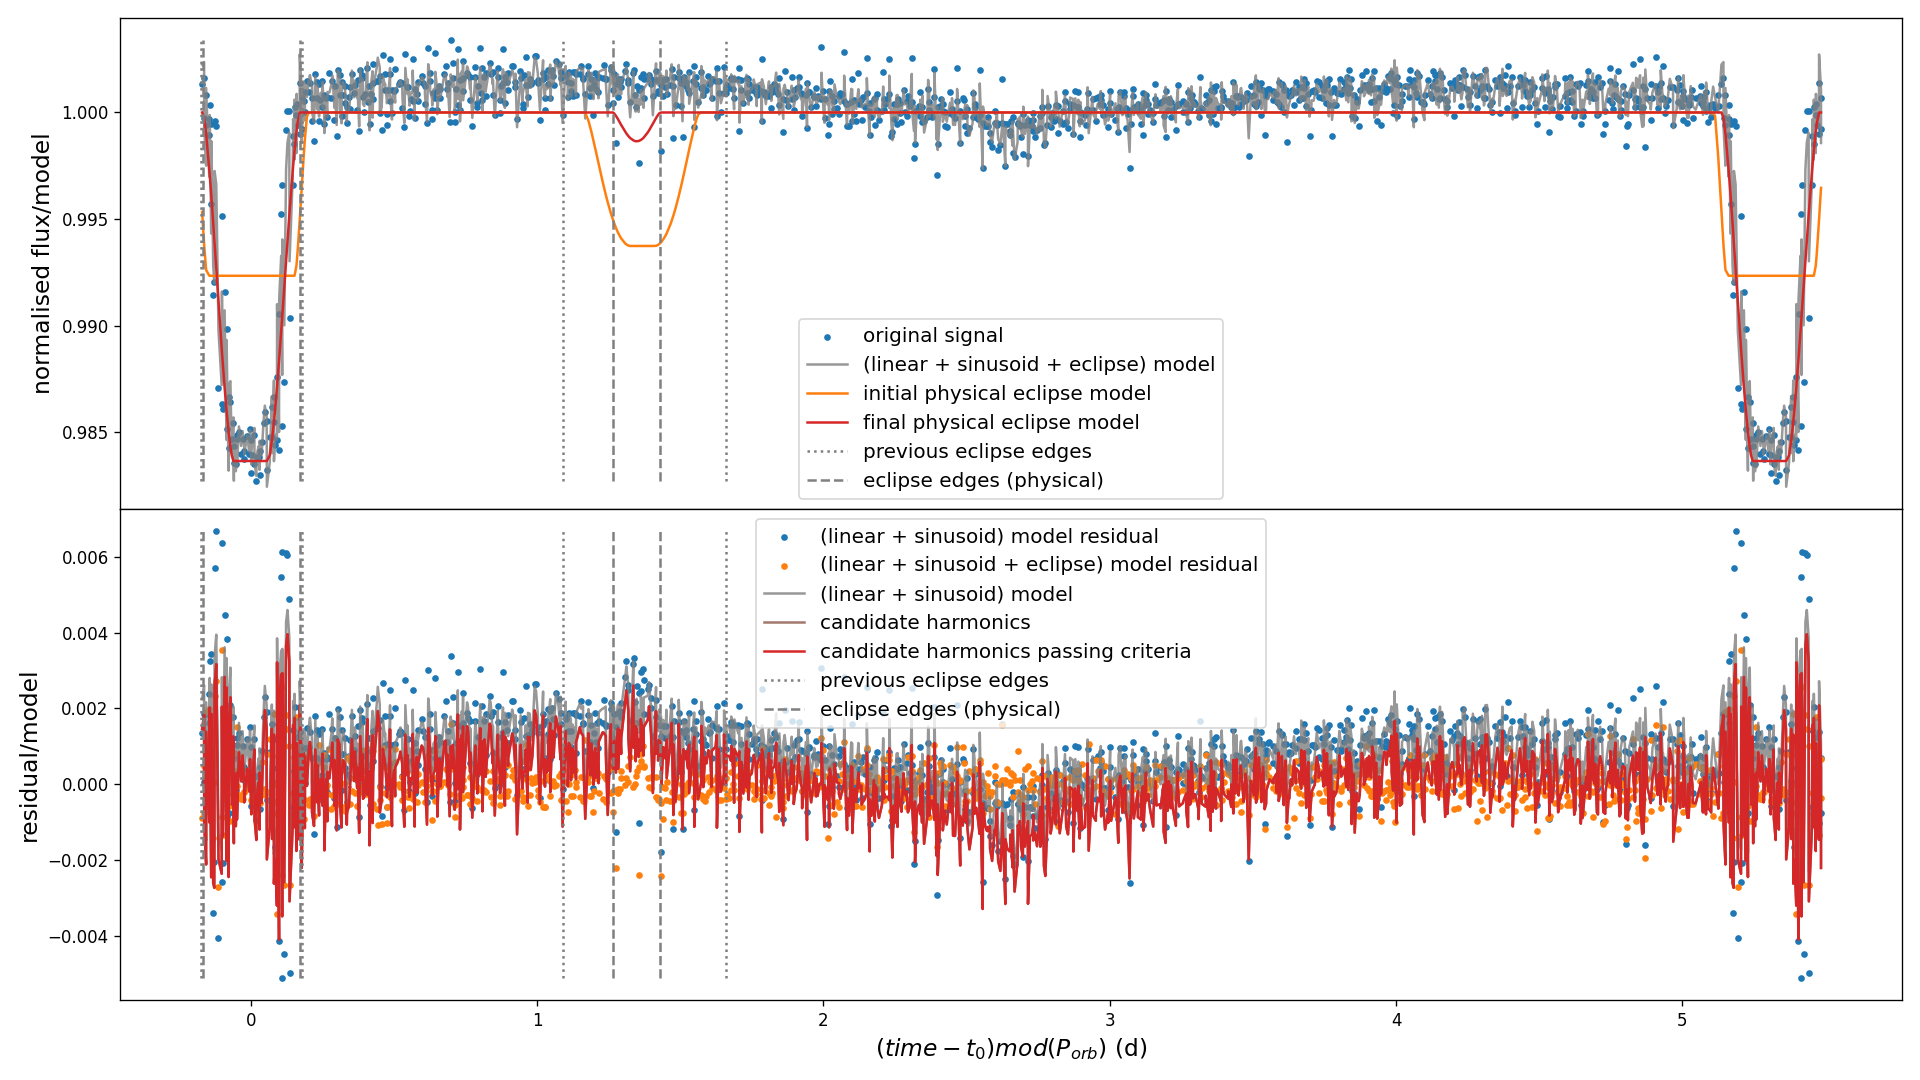 normalised flux/model
1.000
0.995
0.990
0.985
original signal
(linear + sinusoid + eclipse) model
initial physical eclipse model
final physical eclipse model
previous eclipse edges
eclipse edges (physical)
residual/model
0.006
0.004
0.002
0.000
−0.002
−0.004
(linear + sinusoid) model residual
(linear + sinusoid + eclipse) model residual
(linear + sinusoid) model
candidate harmonics
candidate harmonics passing criteria
previous eclipse edges
eclipse edges (physical)
0 1 2 3 4 5
(time − t₀)mod(Pₒᵣb) (d)